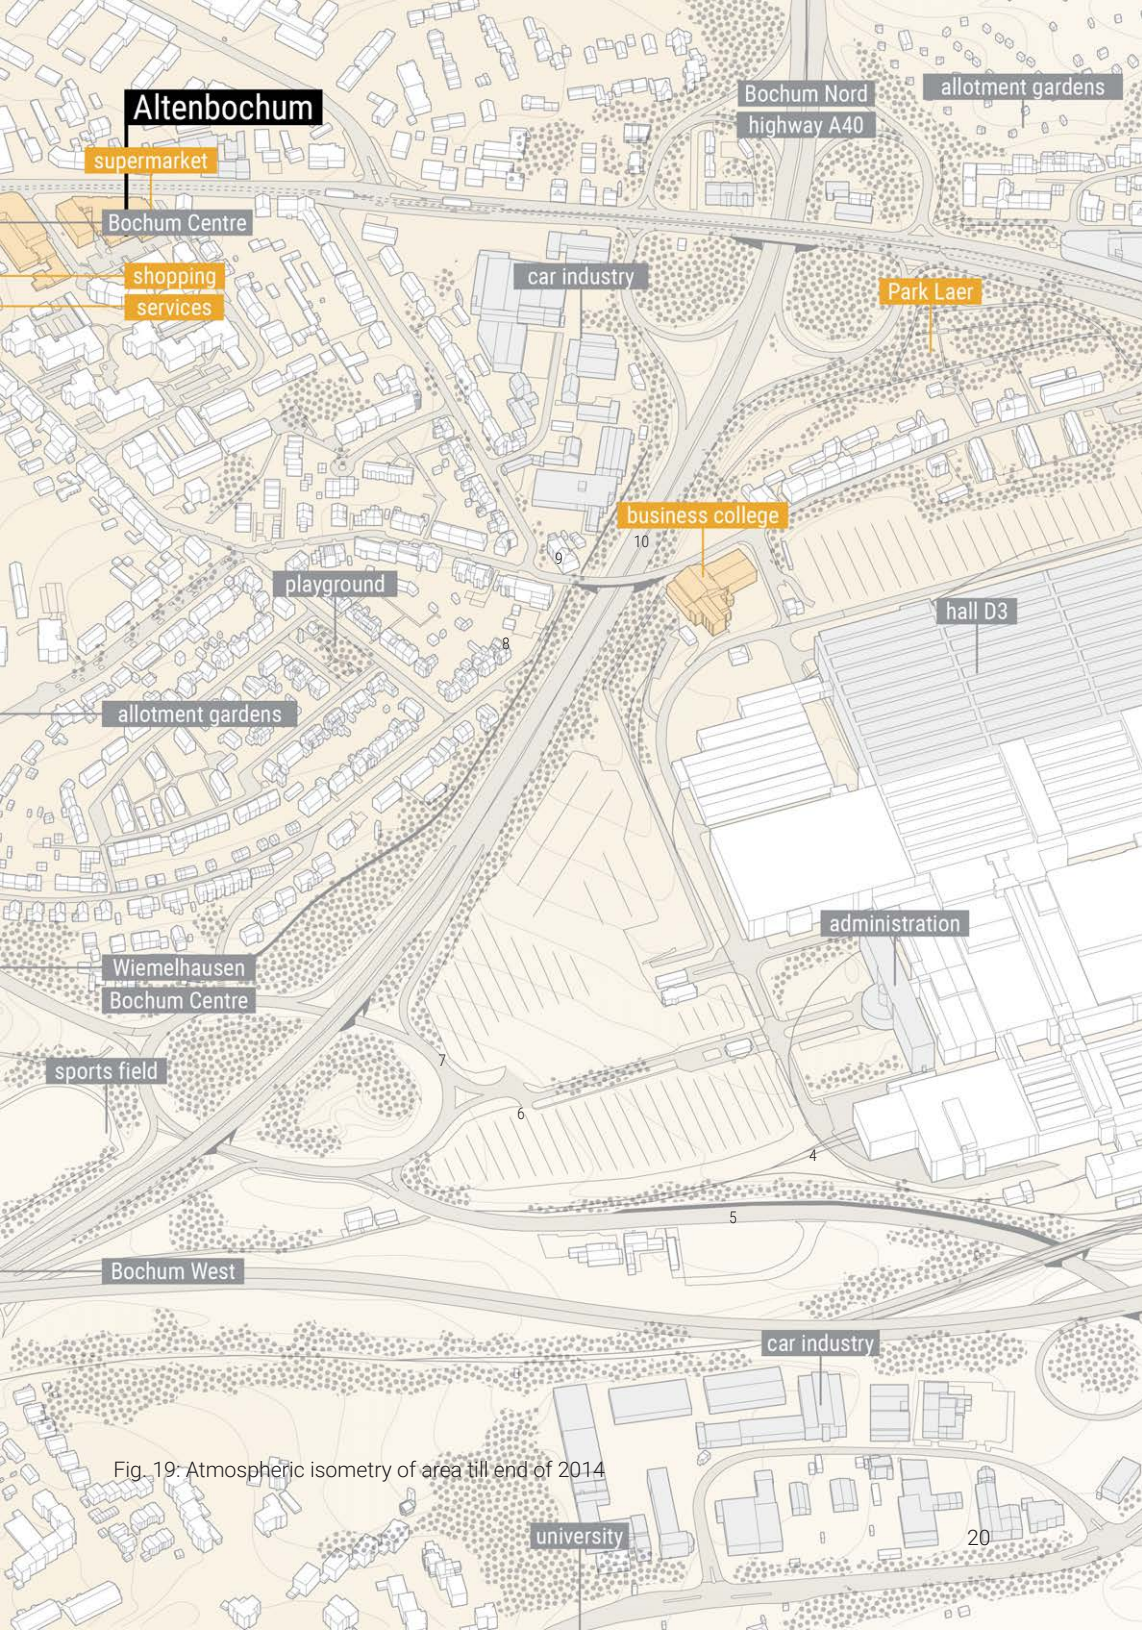 Altenbochum
supermarket
Bochum Centre
shopping
services
Bochum Nord
highway A40
allotment gardens
car industry
Park Laer
business college
10
9
playground
8
hall D3
allotment gardens
administration
Wiemelhausen
Bochum Centre
sports field
7
6
4
5
Bochum West
car industry
Fig. 19: Atmospheric isometry of area till end of 2014
university
20